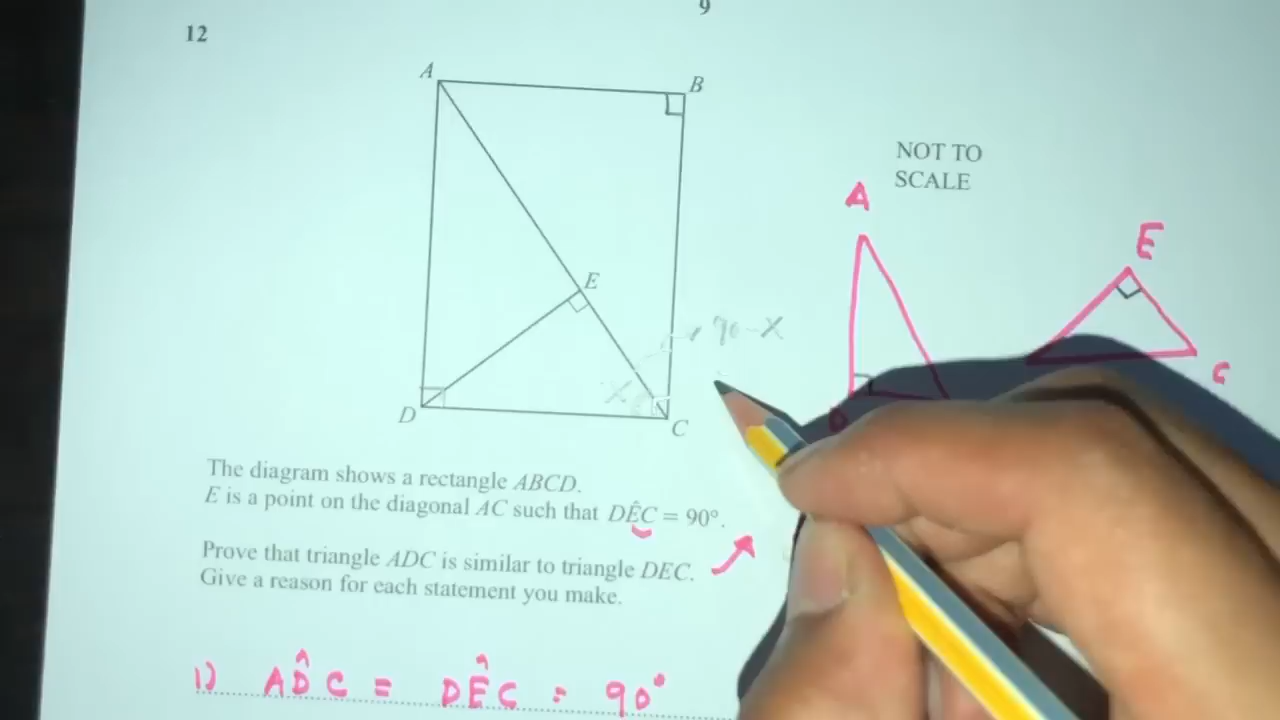 9
12
A
B
NOT TO
SCALE
A
E
E
90-X
X
C
D
C
The diagram shows a rectangle ABCD.
E is a point on the diagonal AC such that DÊC = 90°.
Prove that triangle ADC is similar to triangle DEC.
Give a reason for each statement you make.
1) AD̂C = DÊC = 90°